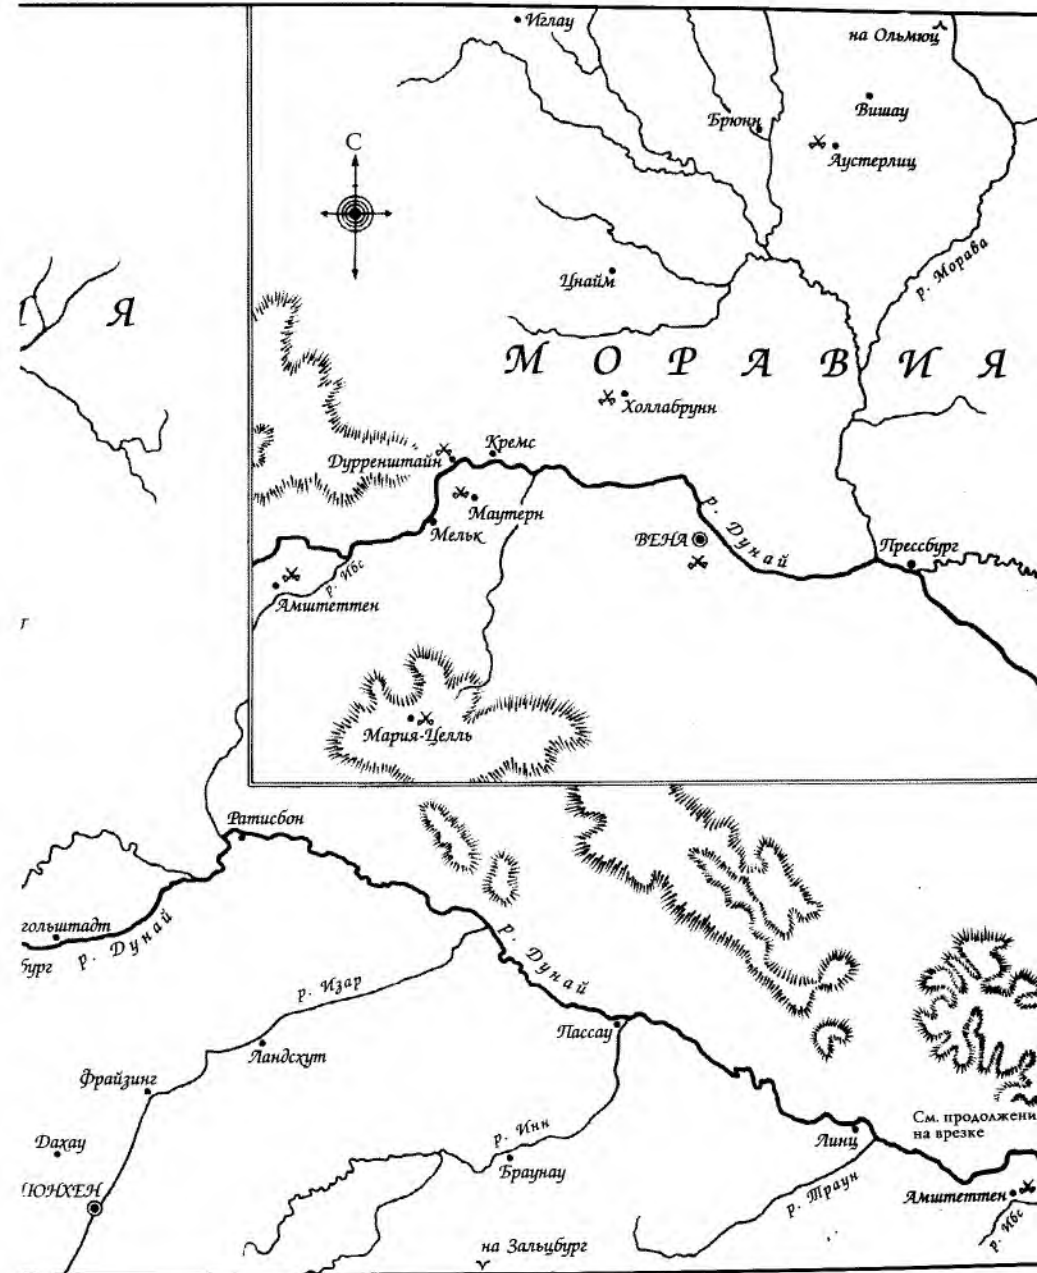 Иглау
на Ольмюц
Вишау
Брюнн
Аустерлиц
С
р. Морава
Цнайм
Я
МОРАВИЯ
Холлабрунн
Кремс
Дурренштайн
Маутерн
р. Дунай
Мельк
ВЕНА
Прессбург
р. Ибс
Амштеттен
Мария-Целль
Ратисбон
гольштадт
р. Дунай
бург
р. Дунай
р. Изар
Пассау
Ландсхут
Фрайзинг
См. продолжени
на врезке
Линц
р. Инн
Дахау
Браунау
р. Траун
ЮНХЕН
Амштеттен
р. Ибс
на Зальцбург